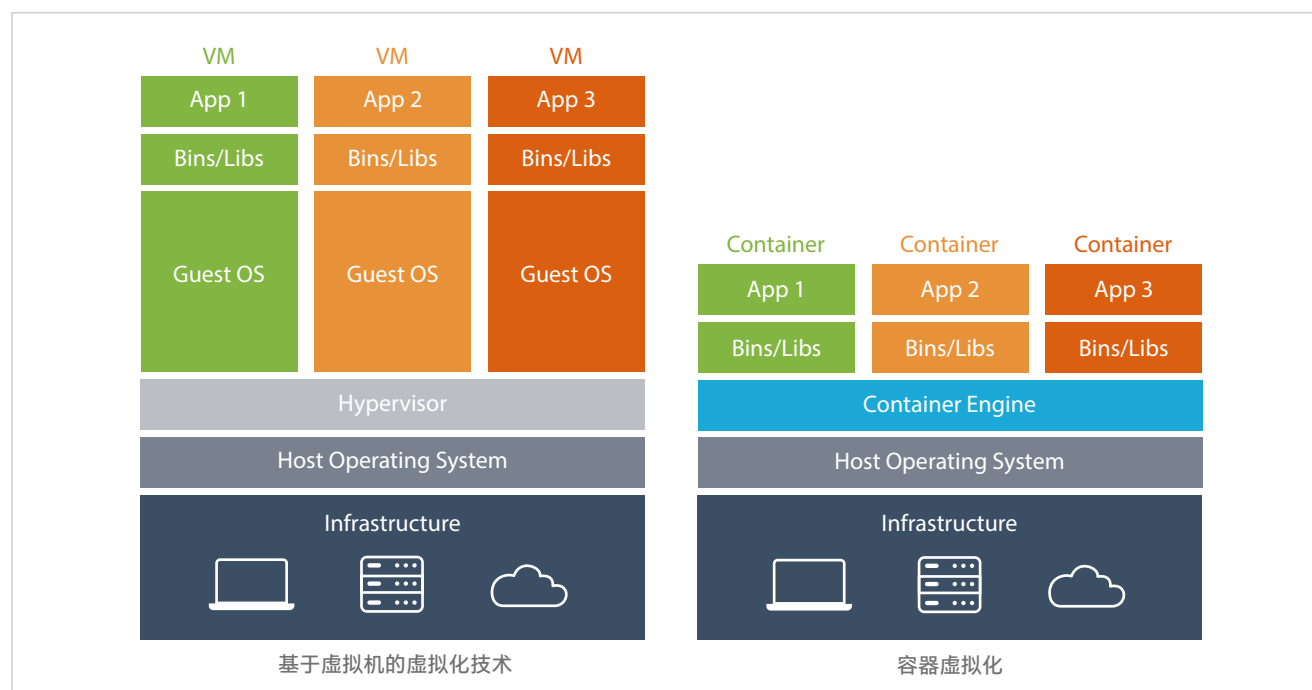 VM VM VM
App 1 App 2 App 3
Bins/Libs Bins/Libs Bins/Libs
Guest OS Guest OS Guest OS
Hypervisor
Host Operating System
Infrastructure
基于虚拟机的虚拟化技术
Container Container Container
App 1 App 2 App 3
Bins/Libs Bins/Libs Bins/Libs
Container Engine
Host Operating System
Infrastructure
容器虚拟化